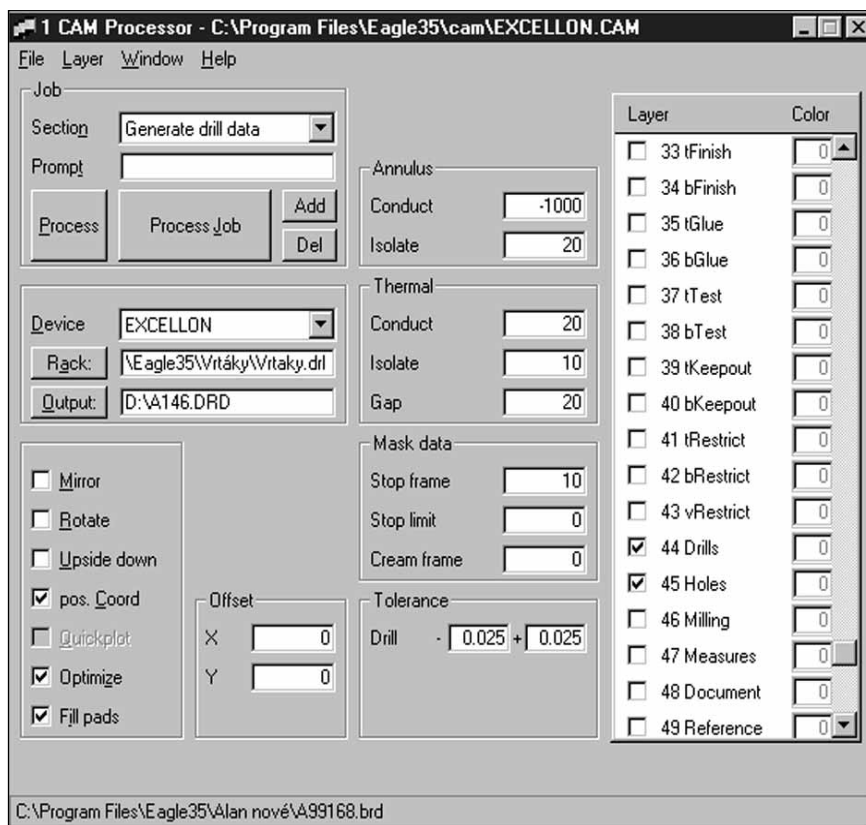 1 CAM Processor - C:\Program Files\Eagle35\cam\EXCELLON.CAM
File Layer Window Help
Job
Section Generate drill data
Prompt
Process Process Job Add
Del
Device EXCELLON
Rack: \Eagle35\Vrtáky\Vrtaky.drl
Output: D:\A146.DRD
Mirror
Rotate
Upside down
pos. Coord
Quickplot
Optimize
Fill pads
Offset
X 0
Y 0
Annulus
Conduct -1000
Isolate 20
Thermal
Conduct 20
Isolate 10
Gap 20
Mask data
Stop frame 10
Stop limit 0
Cream frame 0
Tolerance
Drill - 0.025 + 0.025
Layer Color
33 tFinish 0
34 bFinish 0
35 tGlue 0
36 bGlue 0
37 tTest 0
38 bTest 0
39 tKeepout 0
40 bKeepout 0
41 tRestrict 0
42 bRestrict 0
43 vRestrict 0
44 Drills 0
45 Holes 0
46 Milling 0
47 Measures 0
48 Document 0
49 Reference 0
C:\Program Files\Eagle35\Alan nové\A99168.brd